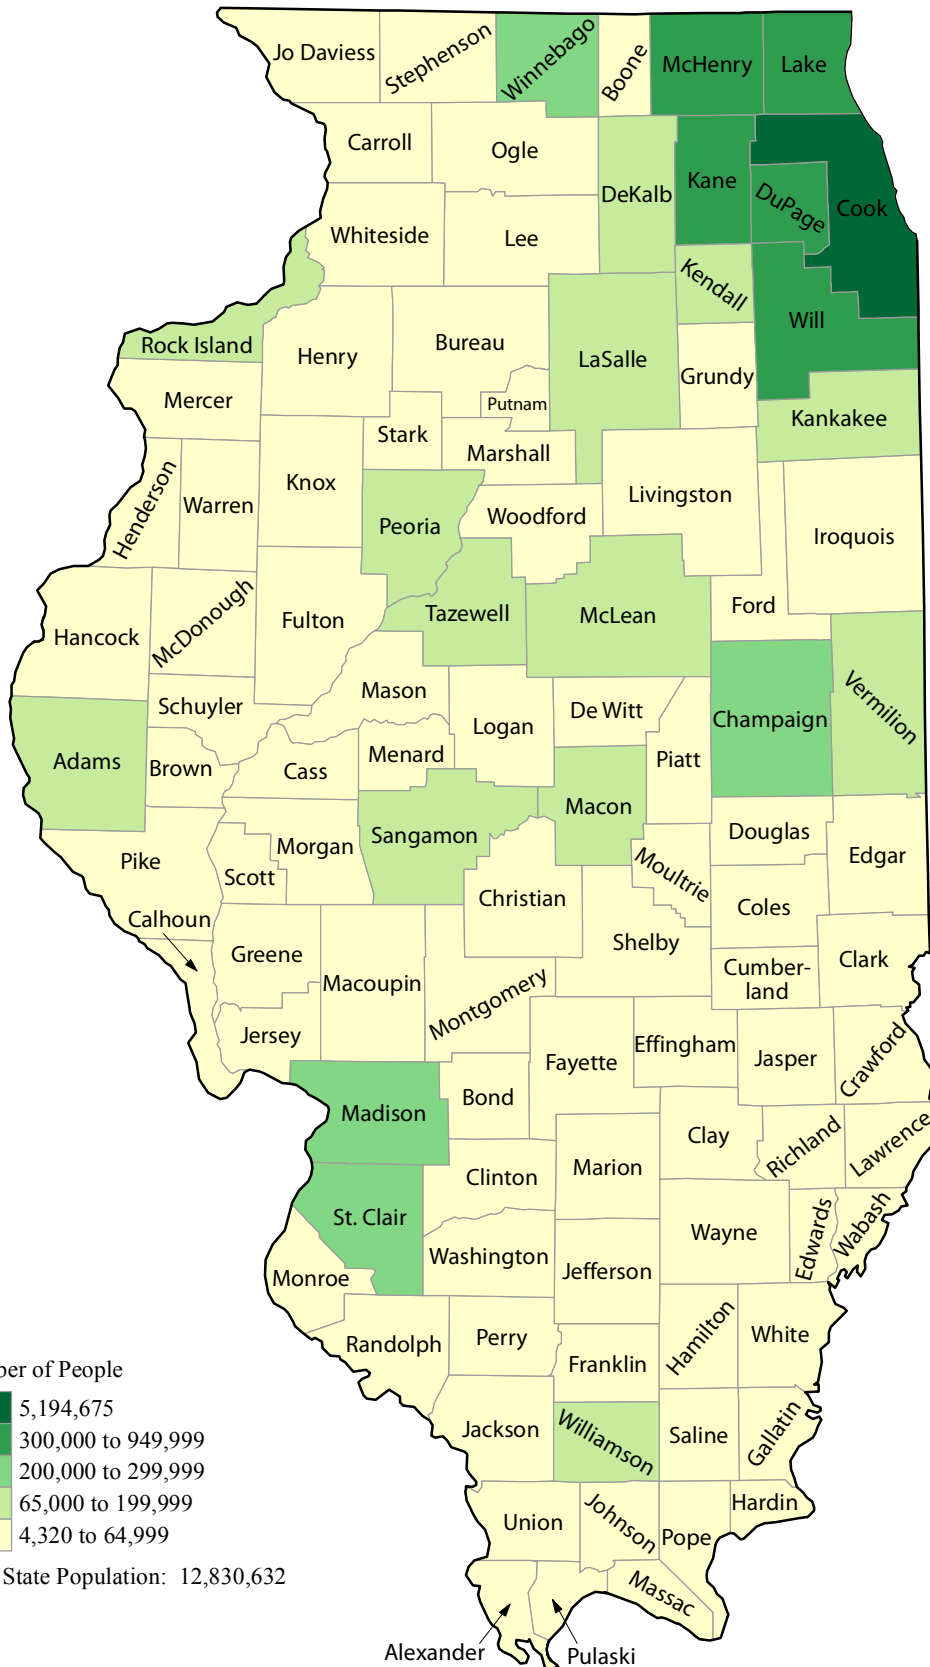 Jo Daviess
Stephenson
Winnebago
Boone
McHenry
Lake
Carroll
Ogle
DeKalb
Kane
DuPage
Cook
Whiteside
Lee
Kendall
Rock Island
Henry
Bureau
LaSalle
Will
Grundy
Mercer
Putnam
Kankakee
Stark
Marshall
Henderson
Warren
Knox
Peoria
Woodford
Livingston
Iroquois
Hancock
McDonough
Fulton
Tazewell
McLean
Ford
Schuyler
Mason
Logan
De Witt
Champaign
Vermilion
Adams
Brown
Cass
Menard
Piatt
Macon
Sangamon
Morgan
Scott
Pike
Christian
Moultrie
Douglas
Edgar
Coles
Calhoun
Greene
Macoupin
Montgomery
Shelby
Cumber-
land
Clark
Jersey
Fayette
Effingham
Jasper
Crawford
Madison
Bond
Clay
Richland
Lawrence
Clinton
Marion
St. Clair
Washington
Wayne
Edwards
Wabash
Monroe
Jefferson
Randolph
Perry
Franklin
Hamilton
White
Jackson
Williamson
Saline
Gallatin
Union
Johnson
Pope
Hardin
Massac
Alexander
Pulaski
ber of People
5,194,675
300,000 to 949,999
200,000 to 299,999
65,000 to 199,999
4,320 to 64,999
State Population: 12,830,632